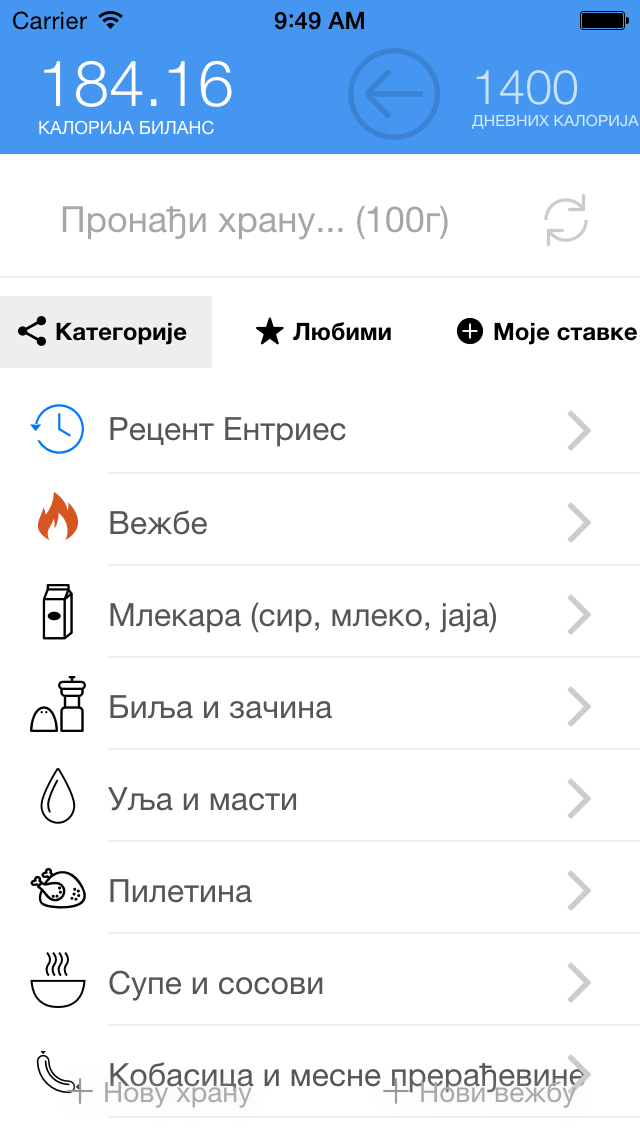 Carrier 9:49 AM
184.16 1400
КАЛОРИЈА БИЛАНС ДНЕВНИХ КАЛОРИЈА
Пронађи храну... (100г)
Категорије Љубими Моје ставке
Рецент Ентриес
Вежбе
Млекара (сир, млеко, јаја)
Биља и зачина
Уља и масти
Пилетина
Супе и сосови
Кобасица и месне прерађевине
Нову храну Нови вежбу